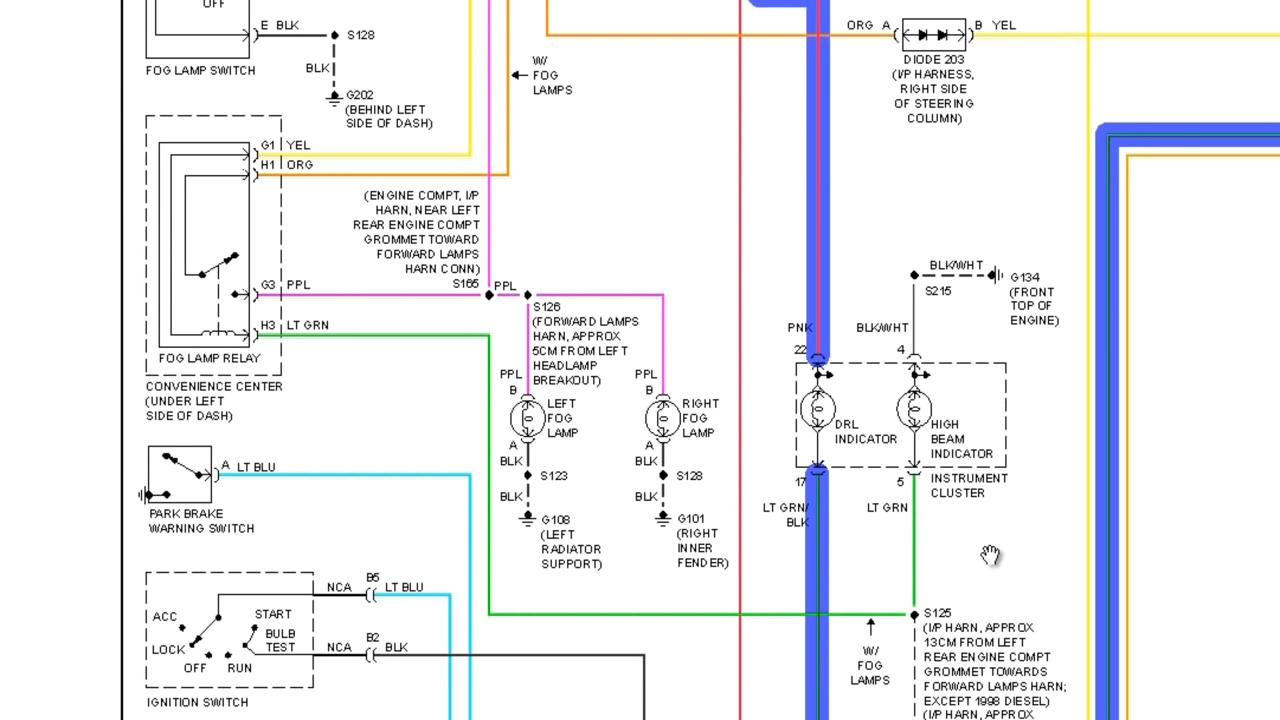 OFF
E BLK
S128
FOG LAMP SWITCH
BLK
G202
(BEHIND LEFT
SIDE OF DASH)
W/
FOG
LAMPS
ORG A
B YEL
DIODE 203
(I/P HARNESS,
RIGHT SIDE
OF STEERING
COLUMN)
G1 YEL
H1 ORG
(ENGINE COMPT, I/P
HARN, NEAR LEFT
REAR ENGINE COMPT
GROMMET TOWARD
FORWARD LAMPS
HARN CONN)
S165
PPL
G3 PPL
H3 LT GRN
FOG LAMP RELAY
CONVENIENCE CENTER
(UNDER LEFT
SIDE OF DASH)
S126
(FORWARD LAMPS
HARN, APPROX
5CM FROM LEFT
HEADLAMP
BREAKOUT)
PPL
B
LEFT
FOG
LAMP
A
BLK
S123
BLK
G108
(LEFT
RADIATOR
SUPPORT)
PPL
B
RIGHT
FOG
LAMP
A
BLK
S128
BLK
G101
(RIGHT
INNER
FENDER)
BLK/WHT
S215
G134
(FRONT
TOP OF
ENGINE)
PNK
22
BLK/WHT
4
DRL
INDICATOR
HIGH
BEAM
INDICATOR
17
5
INSTRUMENT
CLUSTER
LT GRN/
BLK
LT GRN
A LT BLU
PARK BRAKE
WARNING SWITCH
NCA
B5
LT BLU
ACC
START
BULB
TEST
LOCK
OFF
RUN
NCA
B2
BLK
IGNITION SWITCH
W/
FOG
LAMPS
S125
(I/P HARN, APPROX
13CM FROM LEFT
REAR ENGINE COMPT
GROMMET TOWARDS
FORWARD LAMPS HARN;
EXCEPT 1998 DIESEL)
(I/P HARN, APPROX